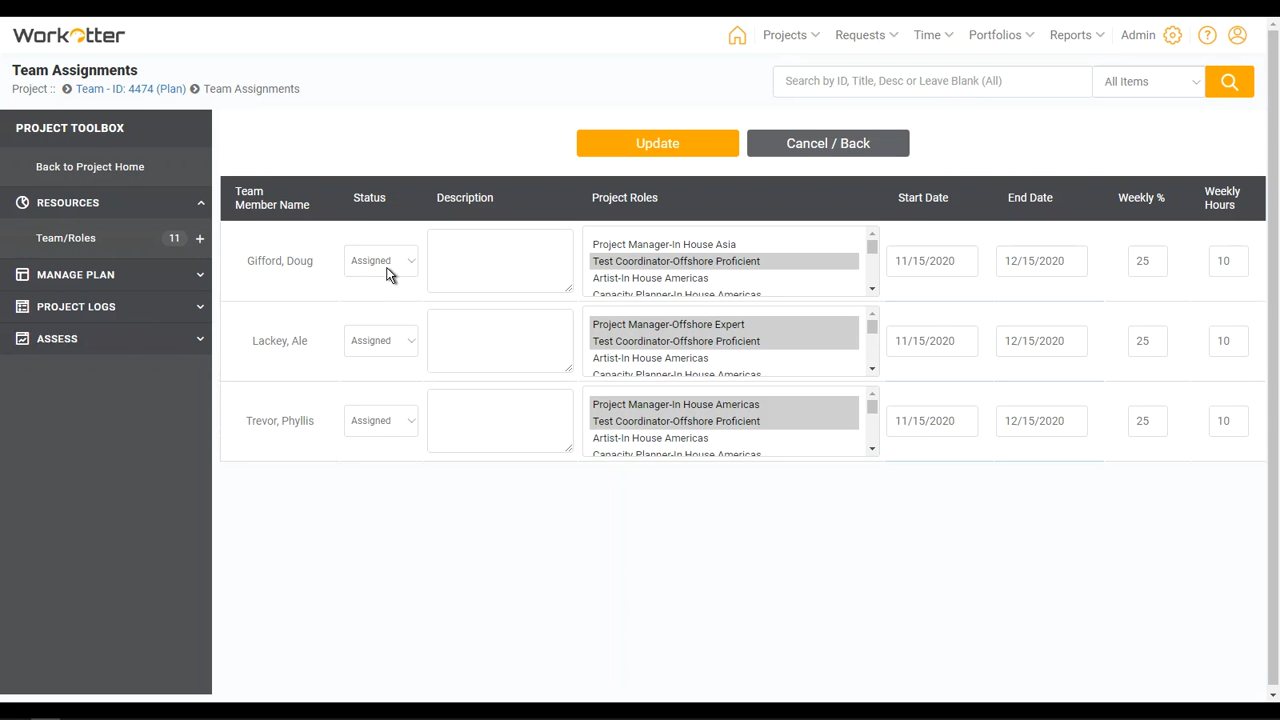 Workotter
Projects Requests Time Portfolios Reports Admin ?
Team Assignments
Project :: Team - ID: 4474 (Plan) Team Assignments
Search by ID, Title, Desc or Leave Blank (All) All Items
PROJECT TOOLBOX
Back to Project Home
RESOURCES
Team/Roles 11 +
MANAGE PLAN
PROJECT LOGS
ASSESS
Update Cancel / Back
Team Member Name Status Description Project Roles Start Date End Date Weekly % Weekly Hours
Gifford, Doug Assigned 11/15/2020 12/15/2020 25 10
Project Manager-In House Asia
Test Coordinator-Offshore Proficient
Artist-In House Americas
Capacity Planner-In House Americas
Lackey, Ale Assigned 11/15/2020 12/15/2020 25 10
Project Manager-Offshore Expert
Test Coordinator-Offshore Proficient
Artist-In House Americas
Capacity Planner-In House Americas
Trevor, Phyllis Assigned 11/15/2020 12/15/2020 25 10
Project Manager-In House Americas
Test Coordinator-Offshore Proficient
Artist-In House Americas
Capacity Planner-In House Americas